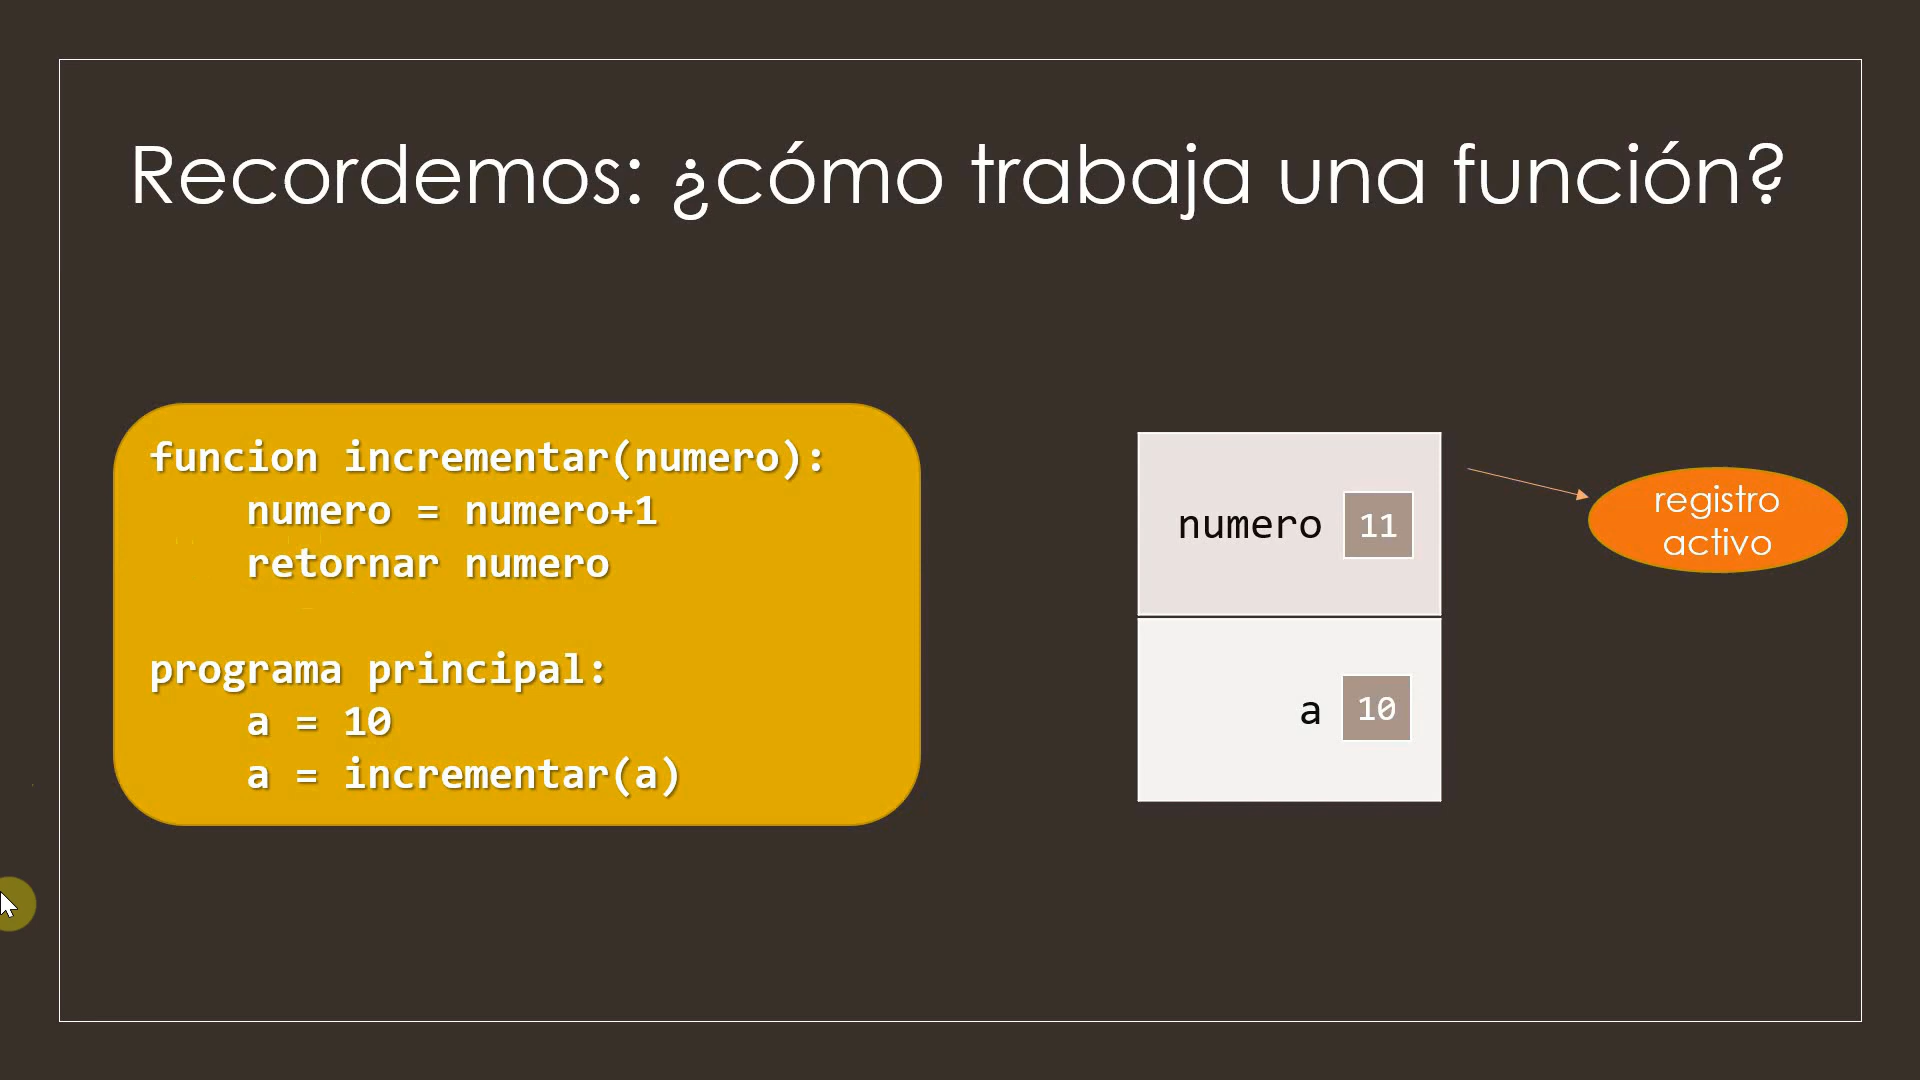 Recordemos: ¿cómo trabaja una función?
funcion incrementar(numero):
numero = numero+1
retornar numero
programa principal:
a = 10
a = incrementar(a)
numero 11
a 10
registro
activo